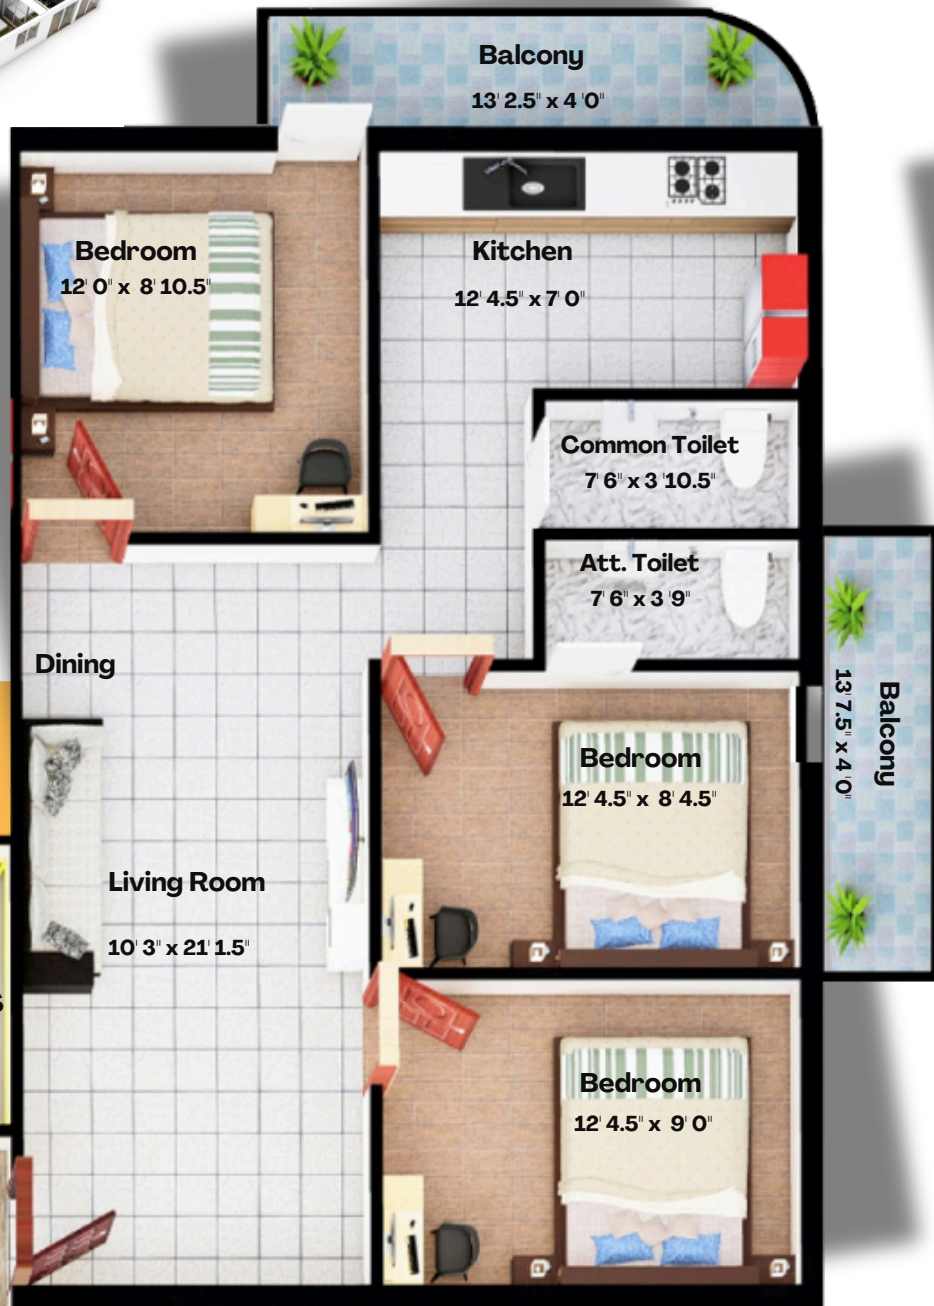 Balcony
13' 2.5" x 4 '0"
Bedroom
12' 0" x 8' 10.5"
Kitchen
12' 4.5" x 7' 0"
Common Toilet
7' 6" x 3 '10.5"
Att. Toilet
7' 6" x 3 '9"
Dining
Balcony
13' 7.5" x 4 '0"
Bedroom
12' 4.5" x 8' 4.5"
Living Room
10' 3" x 21' 1.5"
Bedroom
12' 4.5" x 9' 0"